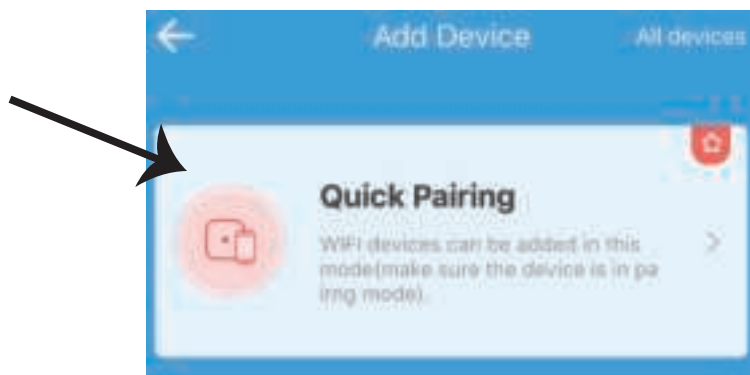 Add Device
All devices
Quick Pairing
WIFI devices can be added in this
mode(make sure the device is in pa
irng mode).